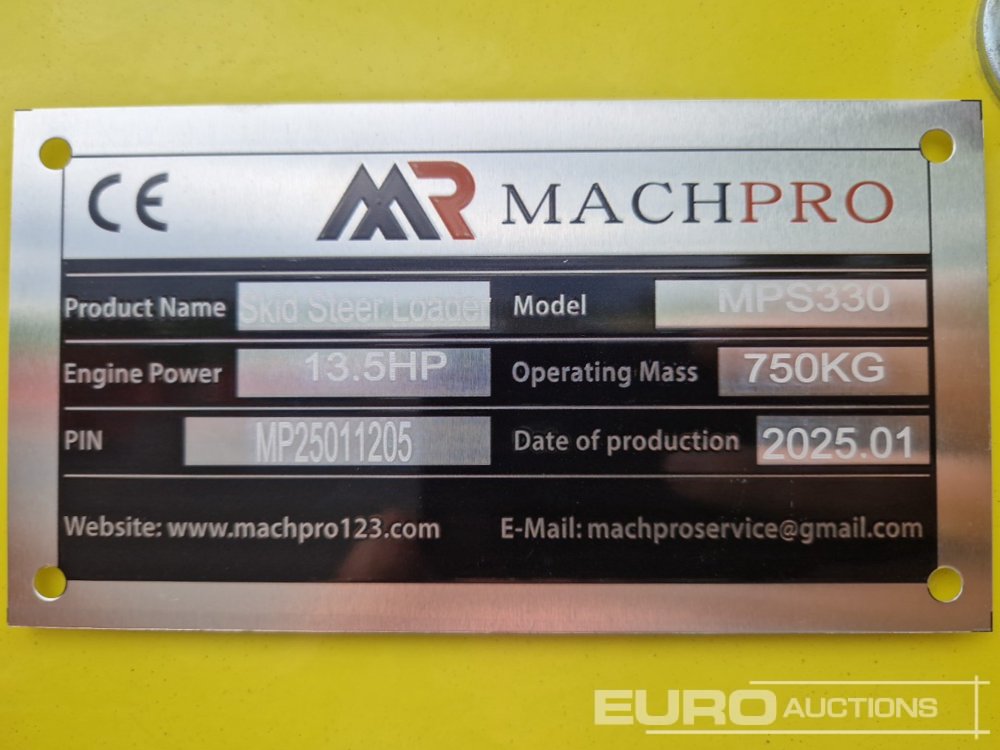 CE MR MACHPRO
Product Name Skid Steer Loader Model MPS330
Engine Power 13.5HP Operating Mass 750KG
PIN MP25011205 Date of production 2025.01
Website: www.machpro123.com E-Mail: machproservice@gmail.com
EURO AUCTIONS